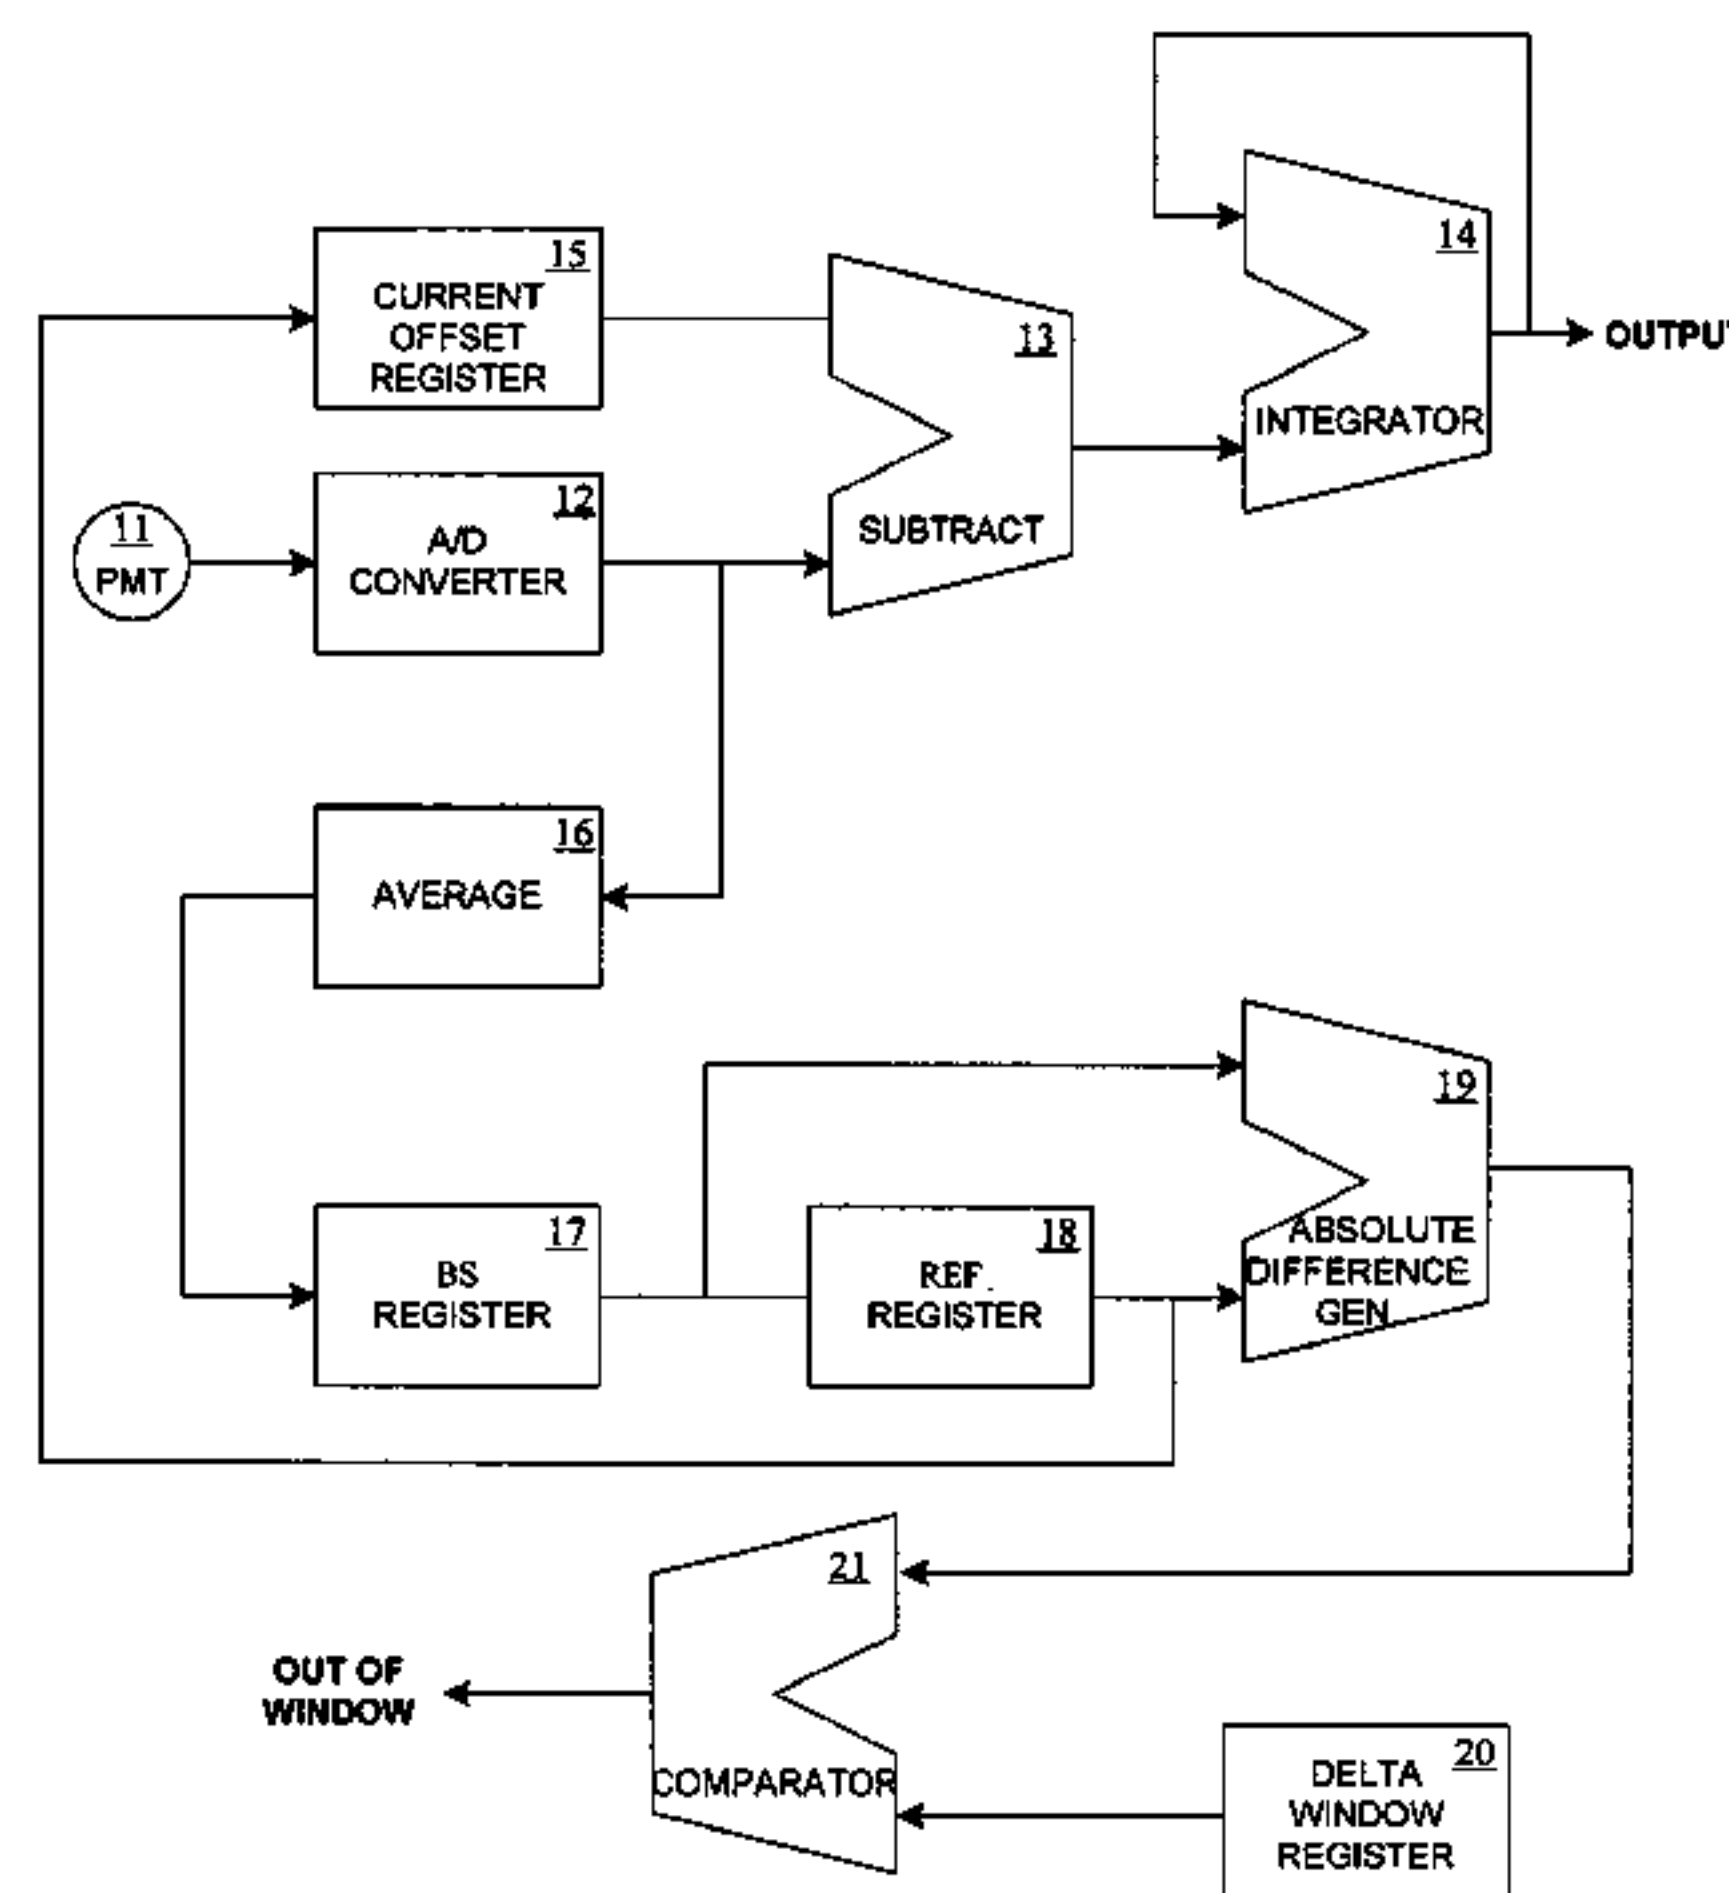 15
CURRENT
OFFSET
REGISTER
13
SUBTRACT
14
INTEGRATOR
OUTPUT
11
PMT
12
A/D
CONVERTER
16
AVERAGE
17
BS
REGISTER
18
REF.
REGISTER
19
ABSOLUTE
DIFFERENCE
GEN
21
COMPARATOR
OUT OF
WINDOW
20
DELTA
WINDOW
REGISTER